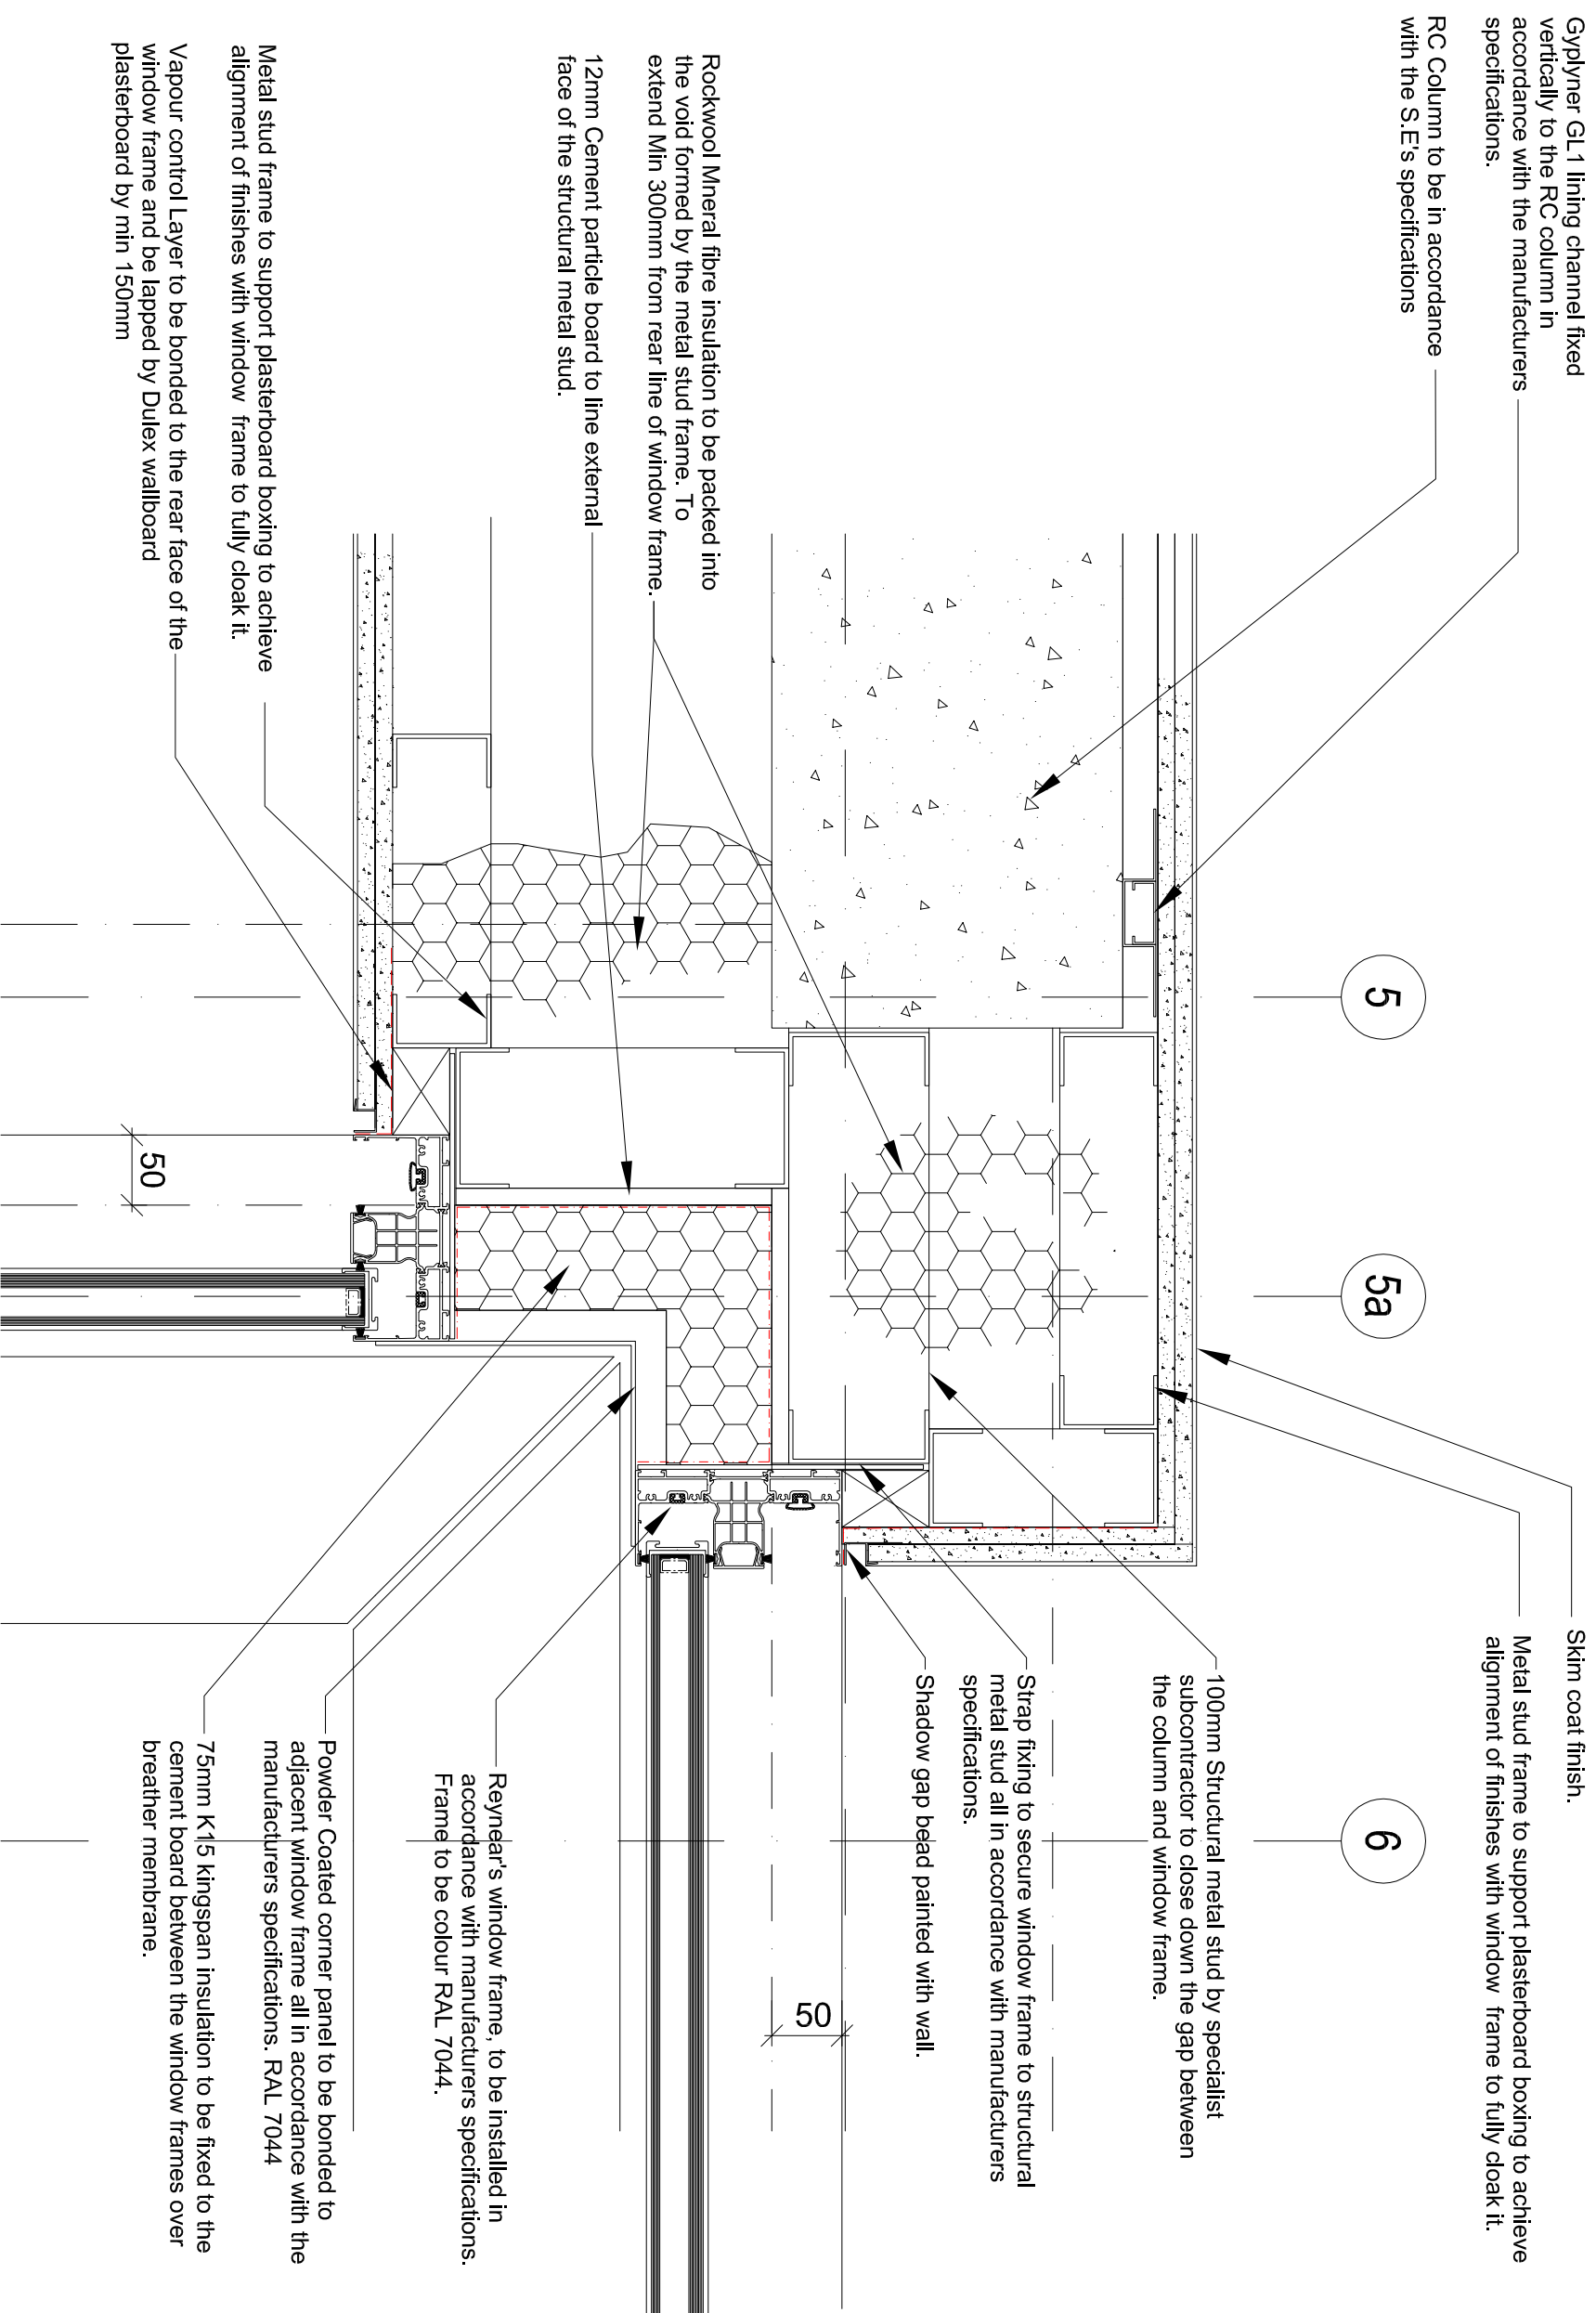 Gyplyner GL1 lining channel fixed
vertically to the RC column in
accordance with the manufacturers
specifications.
RC Column to be in accordance
with the S.E's specifications
Rockwool Mneral fibre insulation to be packed into
the void formed by the metal stud frame. To
extend Min 300mm from rear line of window frame.
12mm Cement particle board to line external
face of the structural metal stud.
Metal stud frame to support plasterboard boxing to achieve
alignment of finishes with window frame to fully cloak it.
Vapour control Layer to be bonded to the rear face of the
window frame and be lapped by Dulex wallboard
plasterboard by min 150mm
5
5a
6
50
50
Skim coat finish.
Metal stud frame to support plasterboard boxing to achieve
alignment of finishes with window frame to fully cloak it.
100mm Structural metal stud by specialist
subcontractor to close down the gap between
the column and window frame.
Strap fixing to secure window frame to structural
metal stud all in accordance with manufacturers
specifications.
Shadow gap bead painted with wall.
Reynear's window frame, to be installed in
accordance with manufacturers specifications.
Frame to be colour RAL 7044.
Powder Coated corner panel to be bonded to
adjacent window frame all in accordance with the
manufacturers specifications. RAL 7044
75mm K15 kingspan insulation to be fixed to the
cement board between the window frames over
breather membrane.